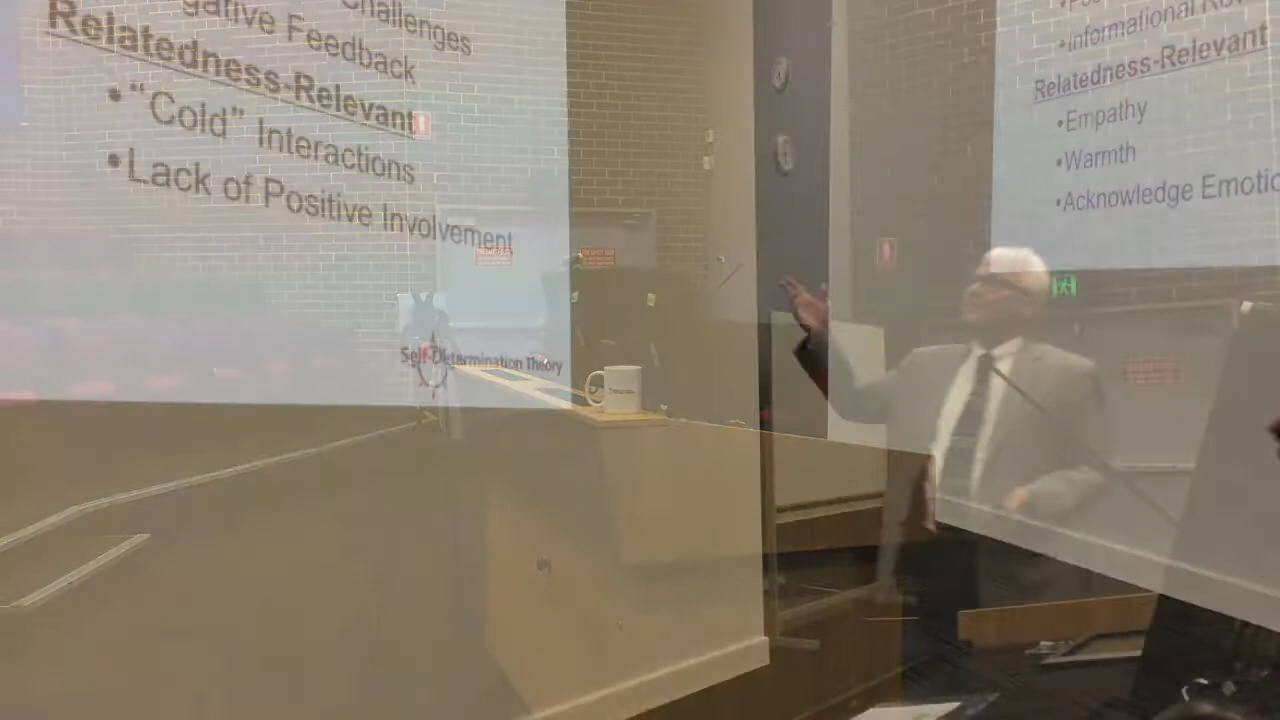 Challenges
Feedback
Relatedness-Relevant
•“Cold” Interactions
•Lack of Positive Involvement
Self-Determination Theory
•Informational
Relatedness-Relevant
•Empathy
•Warmth
•Acknowledge